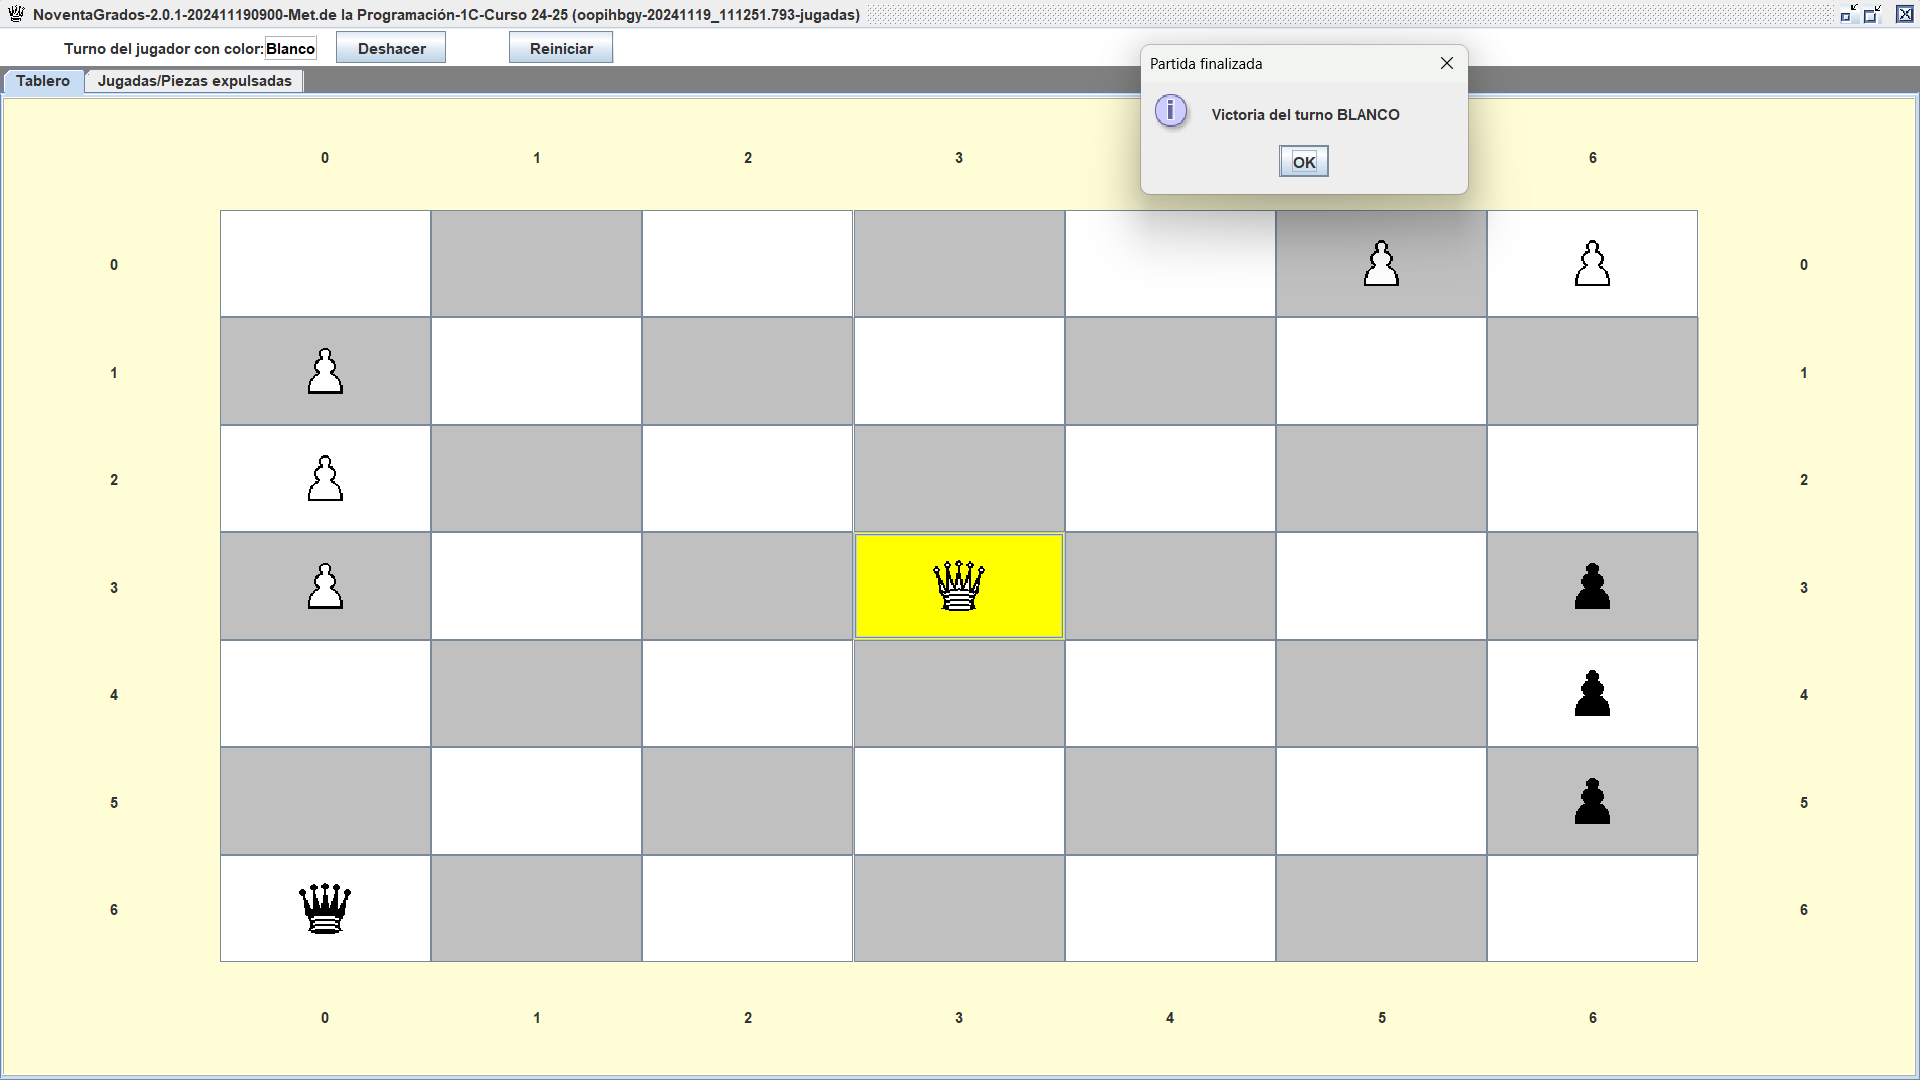 NoventaGrados-2.0.1-202411190900-Met.de la Programación-1C-Curso 24-25 (oopihbgy-20241119_111251.793-jugadas)
Turno del jugador con color: Blanco Deshacer Reiniciar
Partida finalizada
Tablero Jugadas/Piezas expulsadas
i Victoria del turno BLANCO
OK
0 1 2 3 6
0 0
1 1
2 2
3 3
4 4
5 5
6 6
0 1 2 3 4 5 6